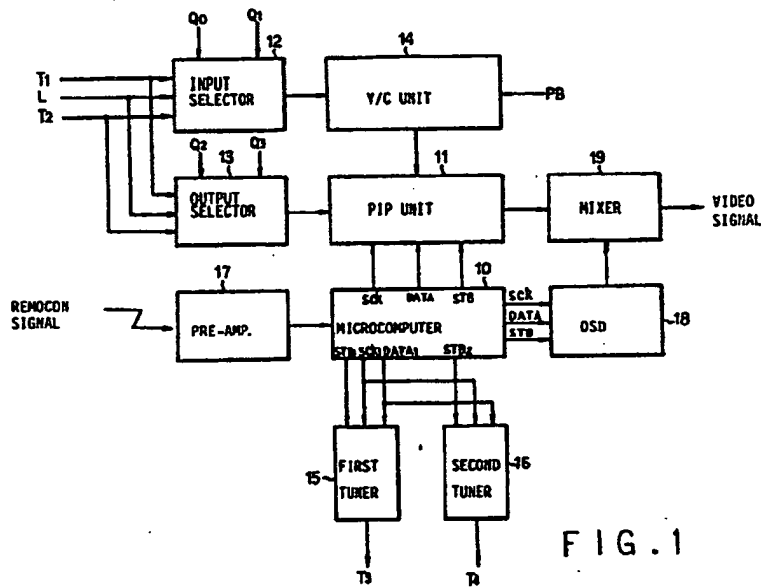 Q0 Q1
12 14
T1
L
T2
INPUT
SELECTOR
Y/C UNIT
PB
Q2 13 Q3
11 19
OUTPUT
SELECTOR
PIP UNIT
MIXER
VIDEO
SIGNAL
17
SCK DATA STB
10
REMOCON
SIGNAL
PRE-AMP.
MICROCOMPUTER
SCK
DATA
STB
OSD
18
STB1 SCK1 DATA1 STB2
15
FIRST
TUNER
SECOND
TUNER
16
T3
FIG.1